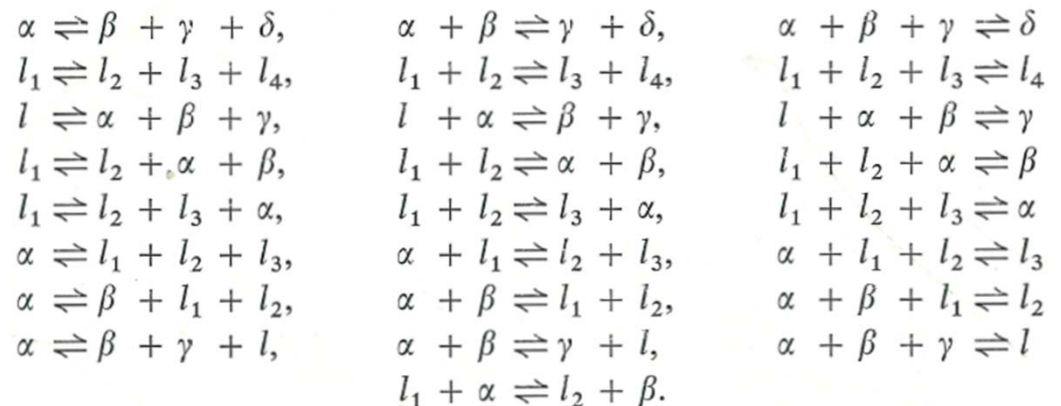 α ⇌ β + γ + δ, α + β ⇌ γ + δ, α + β + γ ⇌ δ
l₁ ⇌ l₂ + l₃ + l₄, l₁ + l₂ ⇌ l₃ + l₄, l₁ + l₂ + l₃ ⇌ l₄
l ⇌ α + β + γ, l + α ⇌ β + γ, l + α + β ⇌ γ
l₁ ⇌ l₂ + α + β, l₁ + l₂ ⇌ α + β, l₁ + l₂ + α ⇌ β
l₁ ⇌ l₂ + l₃ + α, l₁ + l₂ ⇌ l₃ + α, l₁ + l₂ + l₃ ⇌ α
α ⇌ l₁ + l₂ + l₃, α + l₁ ⇌ l₂ + l₃, α + l₁ + l₂ ⇌ l₃
α ⇌ β + l₁ + l₂, α + β ⇌ l₁ + l₂, α + β + l₁ ⇌ l₂
α ⇌ β + γ + l, α + β ⇌ γ + l, α + β + γ ⇌ l
l₁ + α ⇌ l₂ + β.